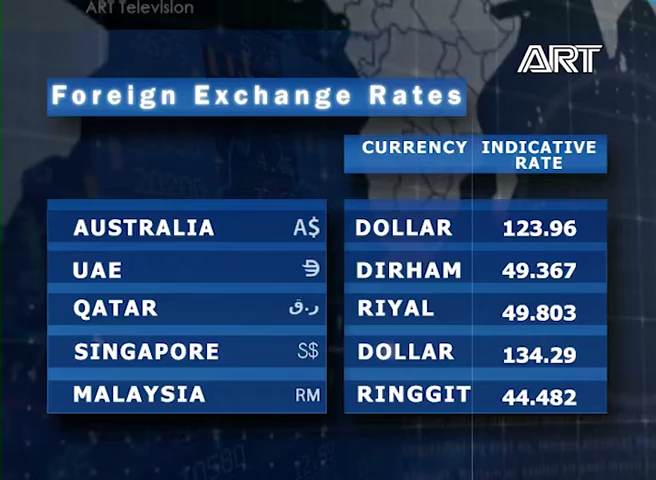 ART Television
ART
Foreign Exchange Rates
CURRENCY INDICATIVE RATE
AUSTRALIA A$ DOLLAR 123.96
UAE DIRHAM 49.367
QATAR ر.ق RIYAL 49.803
SINGAPORE S$ DOLLAR 134.29
MALAYSIA RM RINGGIT 44.482